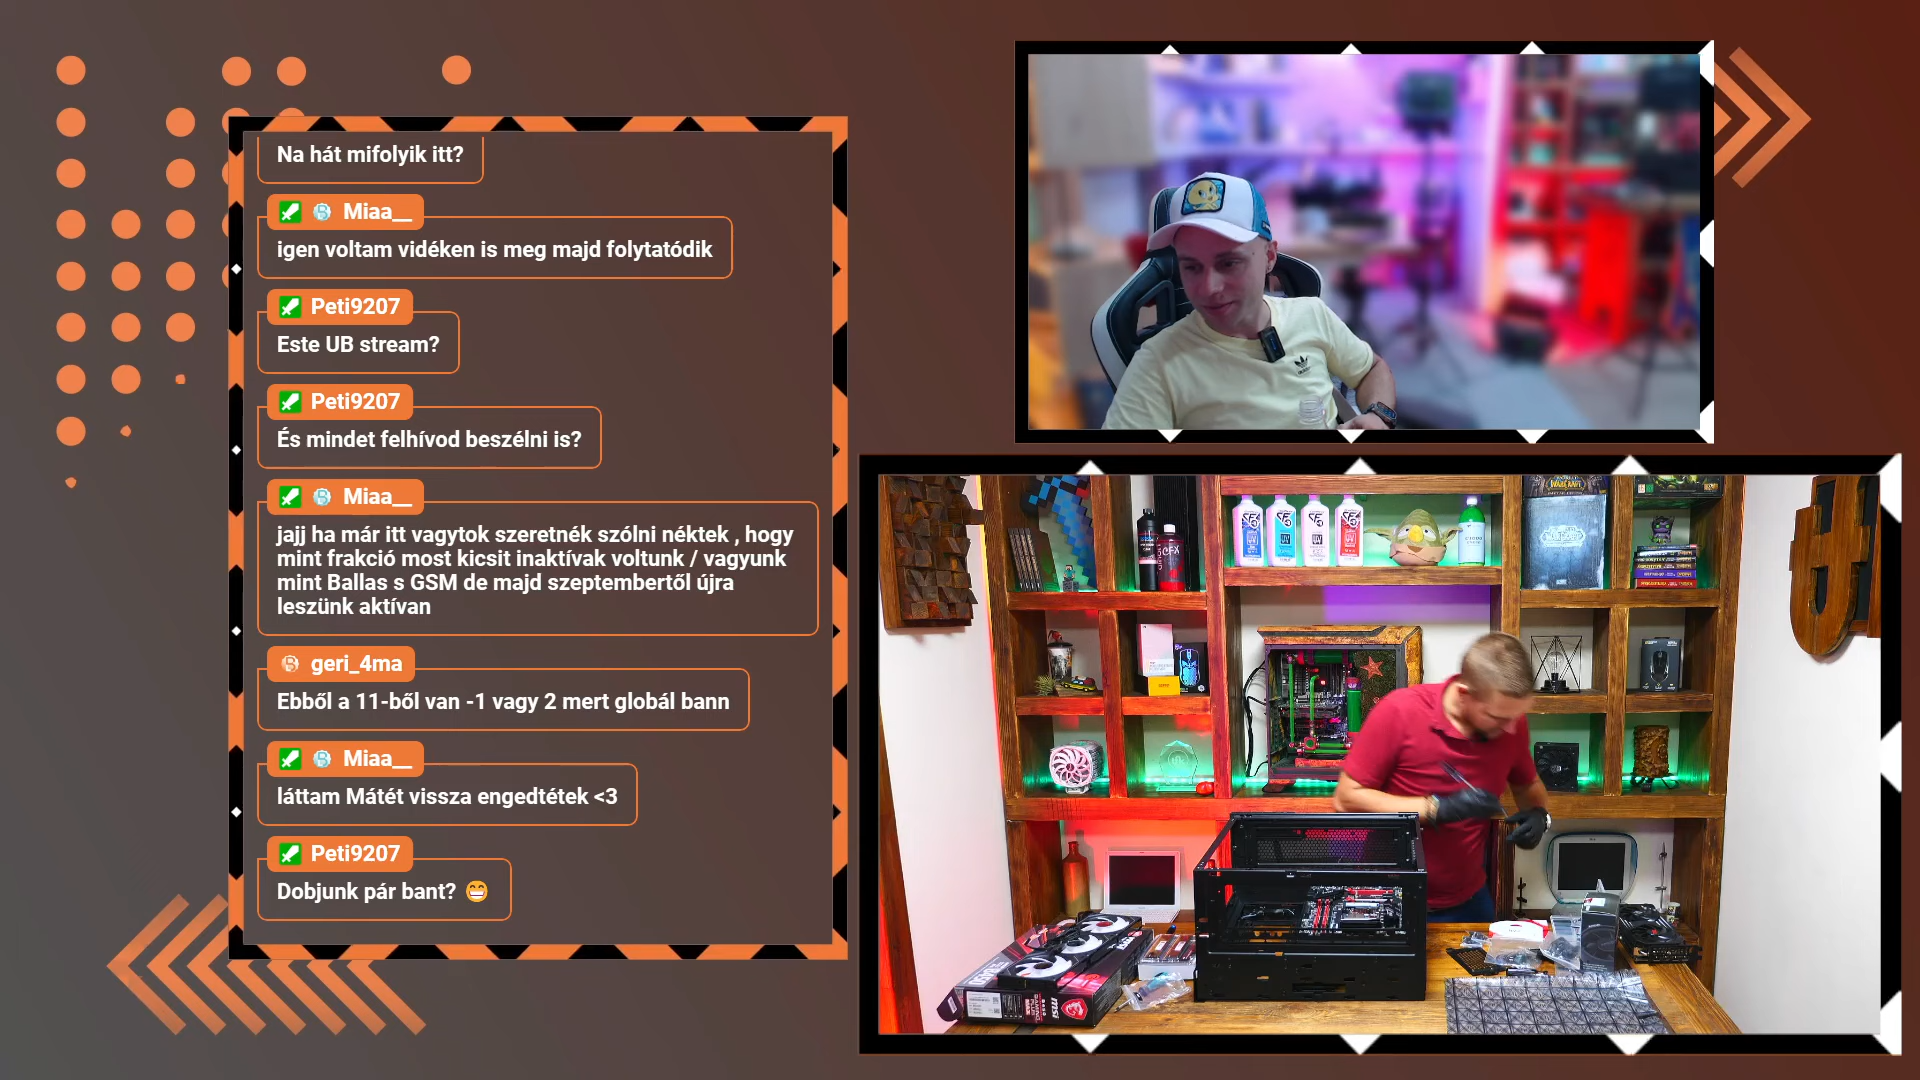 Na hát mifolyik itt?
Miaa__
igen voltam vidéken is meg majd folytatódik
Peti9207
Este UB stream?
Peti9207
És mindet felhívod beszélni is?
Miaa__
jajj ha már itt vagytok szeretnék szólni néktek , hogy
mint frakció most kicsit inaktívak voltunk / vagyunk
mint Ballas s GSM de majd szeptembertől újra
leszünk aktívan
geri_4ma
Ebből a 11-ből van -1 vagy 2 mert globál bann
Miaa__
láttam Mátét vissza engedtétek <3
Peti9207
Dobjunk pár bant? 😁
WARCRAFT
CFX
msi